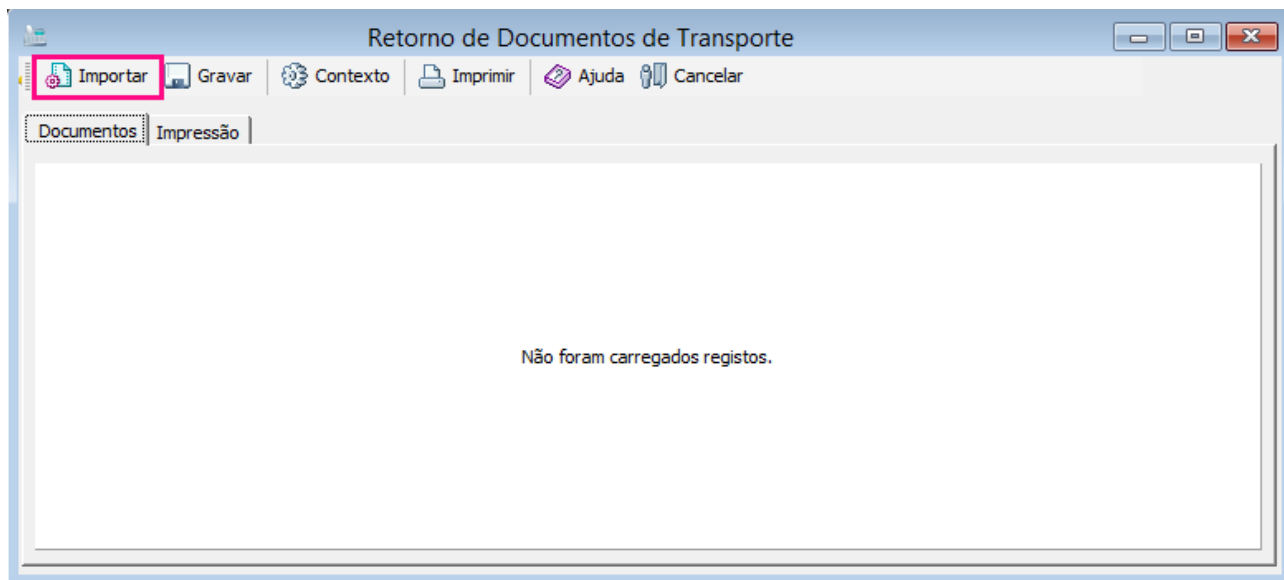 Retorno de Documentos de Transporte
Importar Gravar Contexto Imprimir Ajuda Cancelar
Documentos Impressão
Não foram carregados registos.